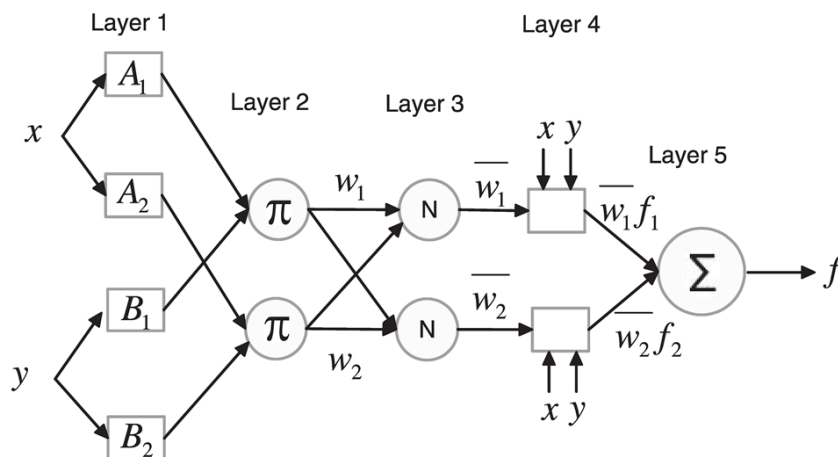 Layer 1
Layer 4
A₁
Layer 2
Layer 3
x
x y
Layer 5
A₂
w₁
w̅₁
w̅₁f₁
π
N
Σ
f
B₁
π
N
w̅₂
w̅₂f₂
w₂
y
x y
B₂